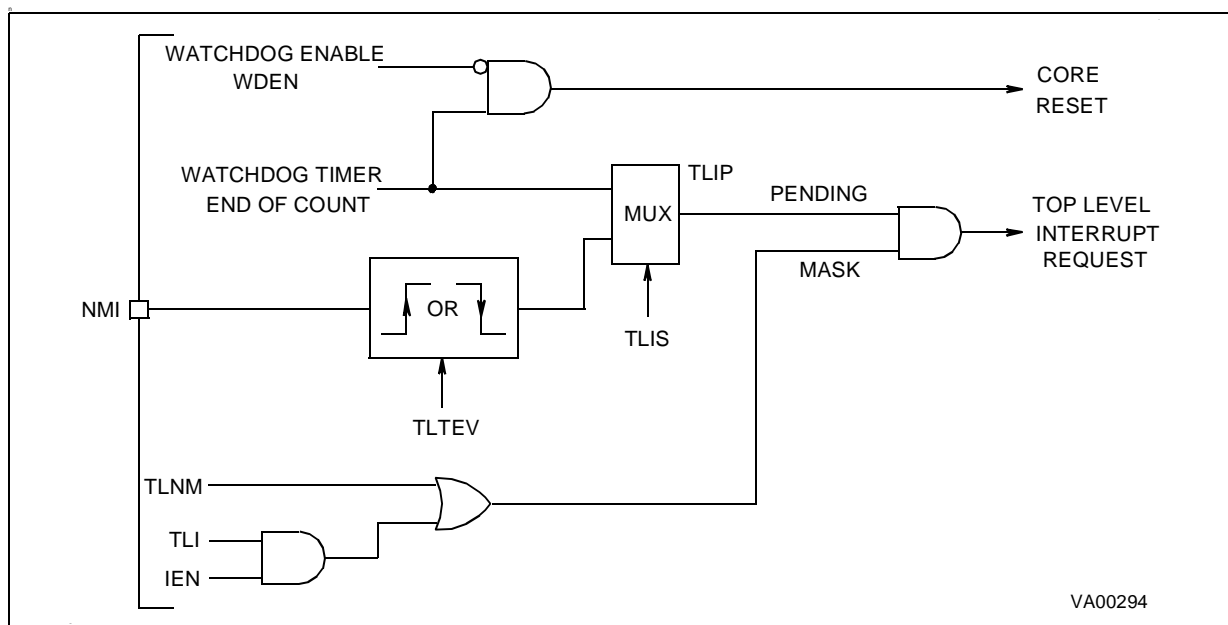 WATCHDOG ENABLE
WDEN
CORE
RESET
WATCHDOG TIMER
END OF COUNT
TLIP
MUX
PENDING
MASK
TOP LEVEL
INTERRUPT
REQUEST
NMI
OR
TLIS
TLTEV
TLNM
TLI
IEN
VA00294